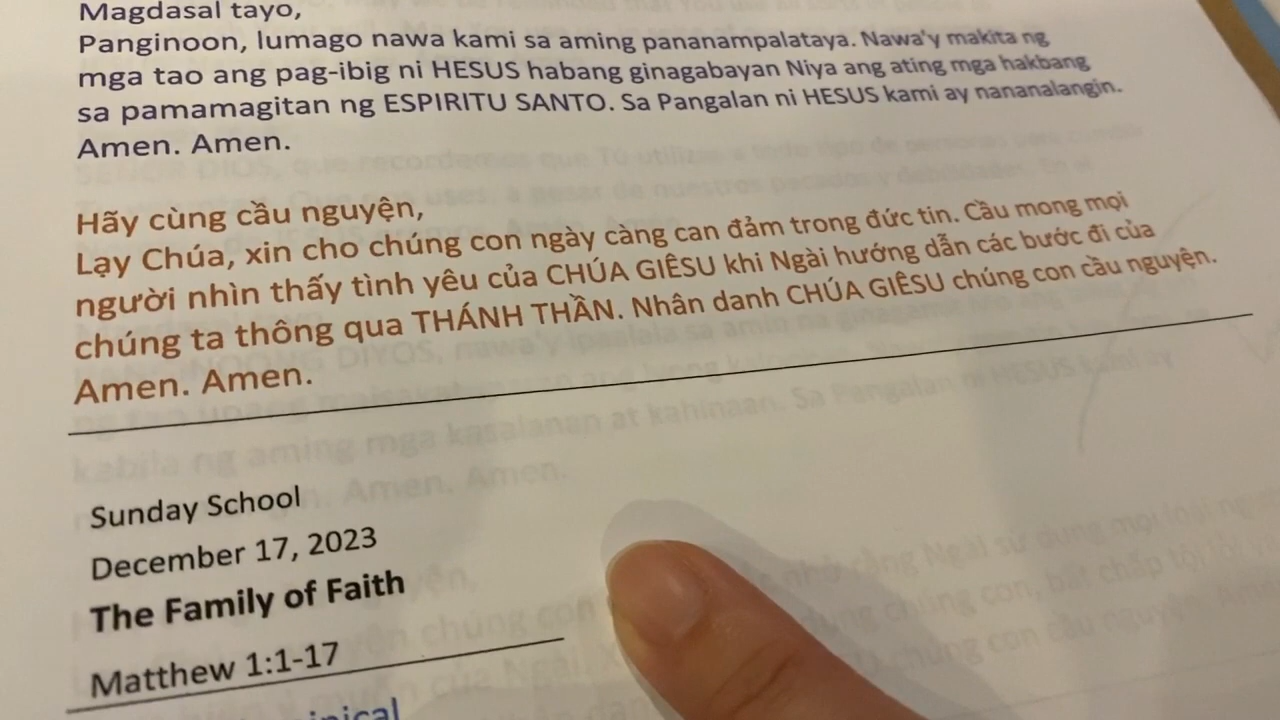 Magdasal tayo,
Panginoon, lumago nawa kami sa aming pananampalataya. Nawa'y makita ng
mga tao ang pag-ibig ni HESUS habang ginagabayan Niya ang ating mga hakbang
sa pamamagitan ng ESPIRITU SANTO. Sa Pangalan ni HESUS kami ay nananalangin.
Amen. Amen.
Hãy cùng cầu nguyện,
Lạy Chúa, xin cho chúng con ngày càng can đảm trong đức tin. Cầu mong mọi
người nhìn thấy tình yêu của CHÚA GIÊSU khi Ngài hướng dẫn các bước đi của
chúng ta thông qua THÁNH THẦN. Nhân danh CHÚA GIÊSU chúng con cầu nguyện.
Amen. Amen.
Sunday School
December 17, 2023
The Family of Faith
Matthew 1:1-17